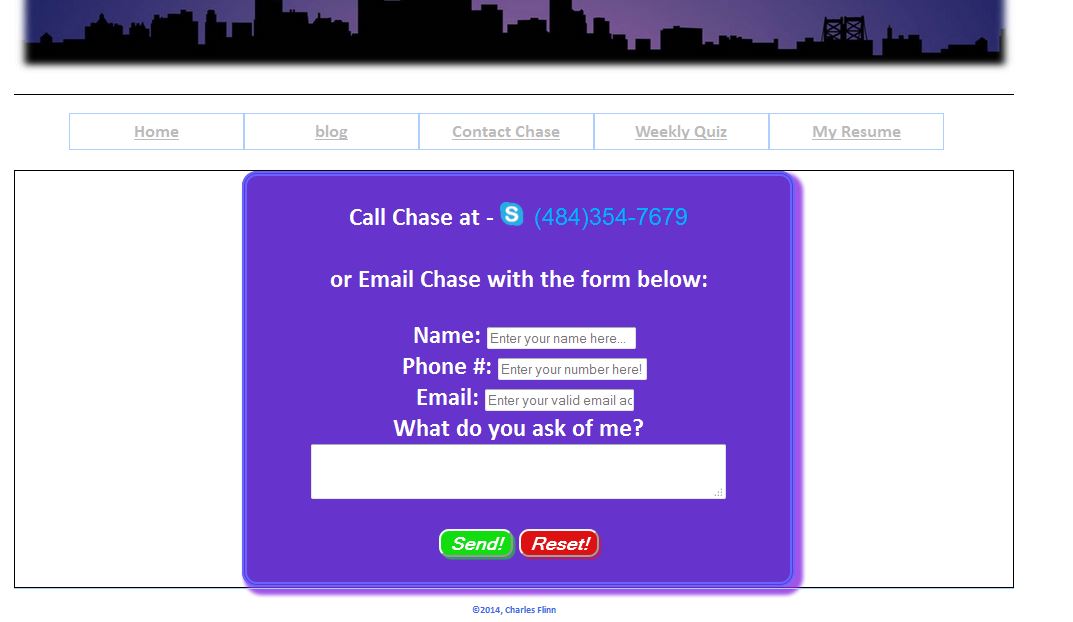 Home blog Contact Chase Weekly Quiz My Resume
Call Chase at - (484)354-7679
or Email Chase with the form below:
Name: Enter your name here...
Phone #: Enter your number here!
Email: Enter your valid email ac
What do you ask of me?
Send! Reset!
©2014, Charles Flinn